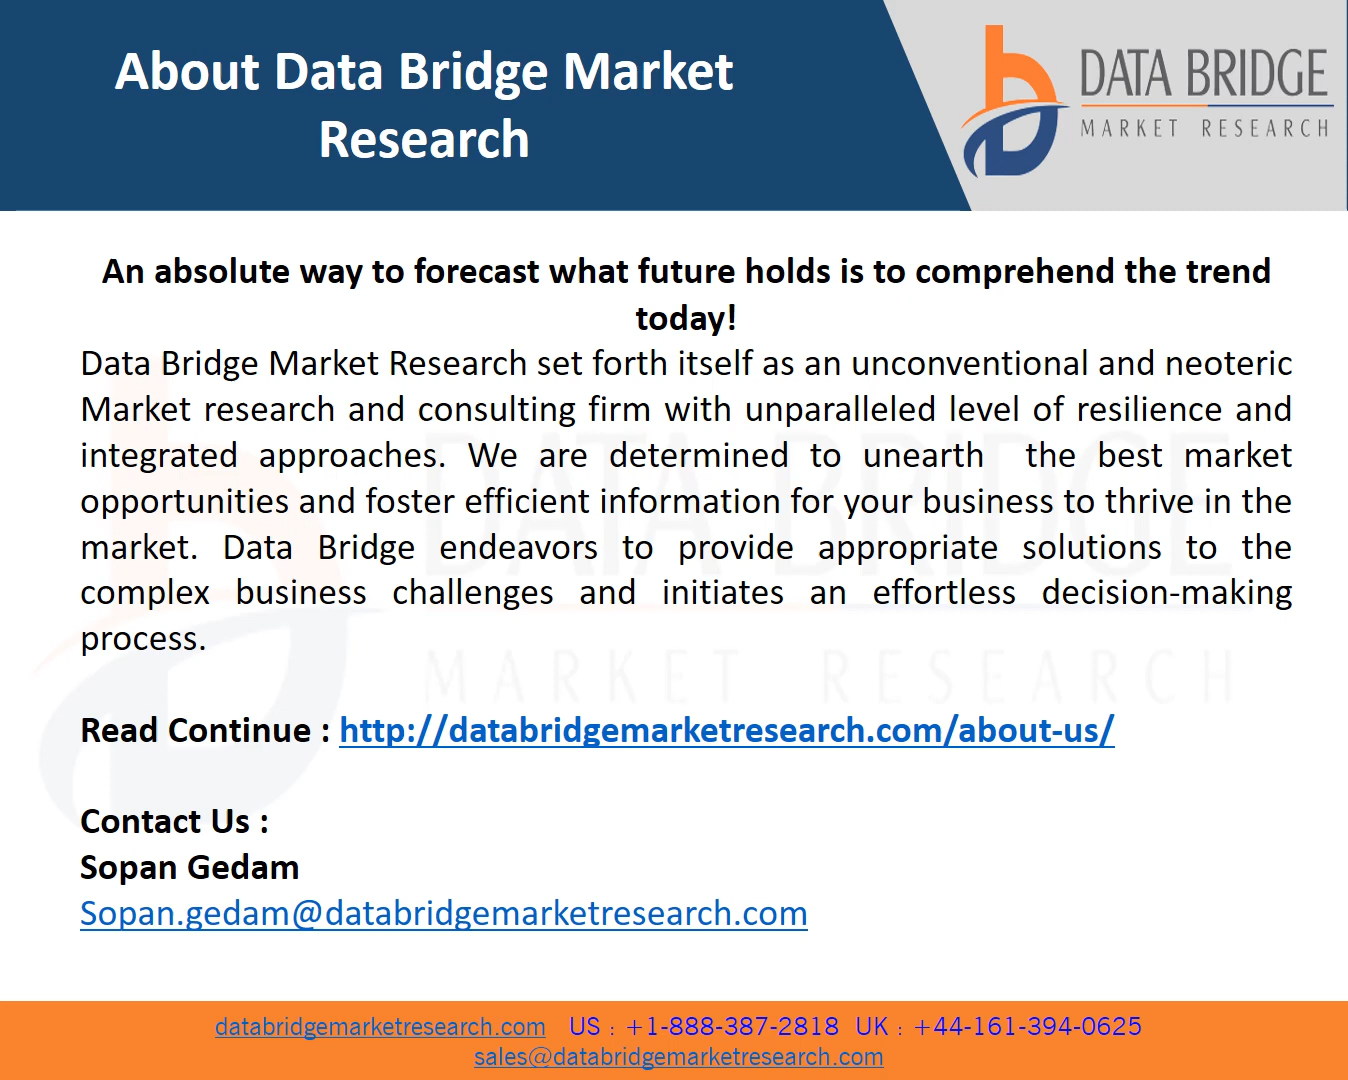 About Data Bridge Market
Research
DATA BRIDGE
MARKET RESEARCH
An absolute way to forecast what future holds is to comprehend the trend
today!
Data Bridge Market Research set forth itself as an unconventional and neoteric
Market research and consulting firm with unparalleled level of resilience and
integrated approaches. We are determined to unearth the best market
opportunities and foster efficient information for your business to thrive in the
market. Data Bridge endeavors to provide appropriate solutions to the
complex business challenges and initiates an effortless decision-making
process.
DATA BRIDGE
MARKET RESEARCH
Read Continue : http://databridgemarketresearch.com/about-us/
Contact Us :
Sopan Gedam
Sopan.gedam@databridgemarketresearch.com
databridgemarketresearch.com US : +1-888-387-2818 UK : +44-161-394-0625
sales@databridgemarketresearch.com